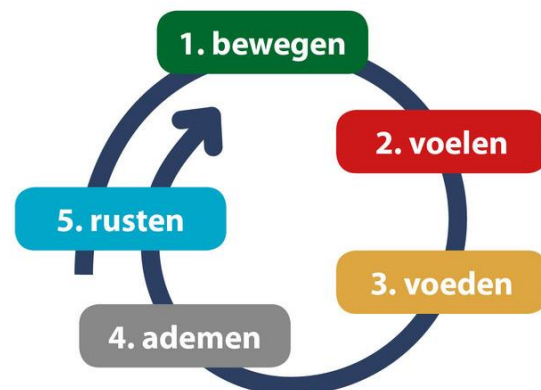 1. bewegen
2. voelen
3. voeden
4. ademen
5. rusten